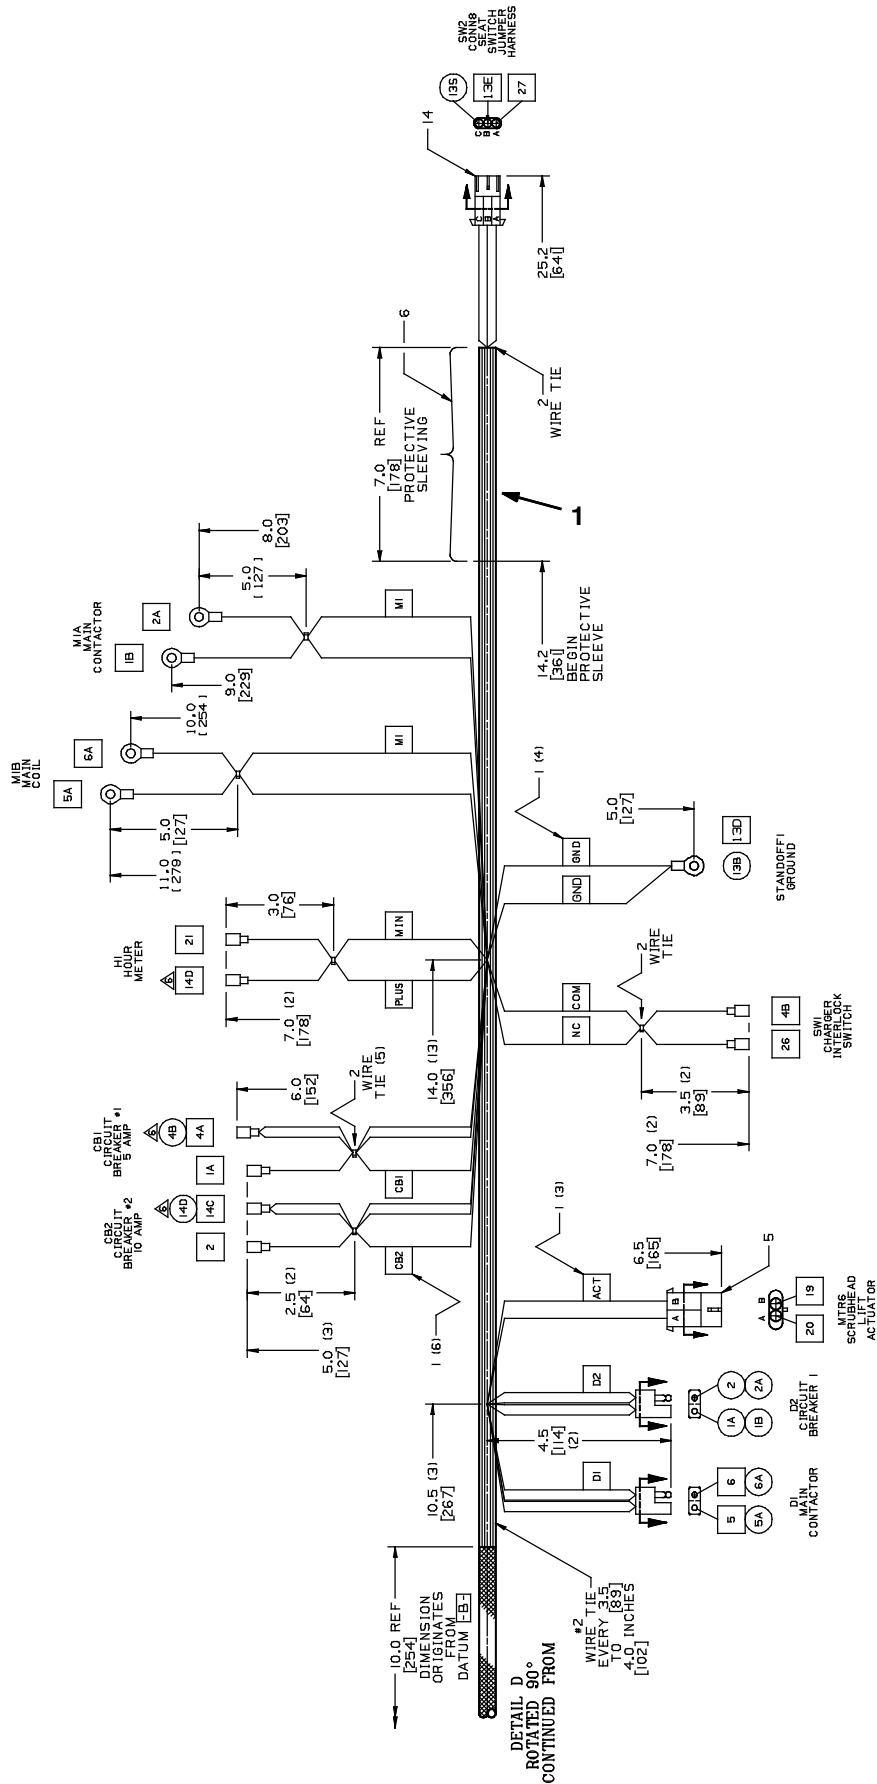 SW2
CONN8
SEAT
SWITCH
JUMPER
HARNESS
13S
13E
27
C
B
A
14
C
B
A
25.2
[641]
6
7.0 REF
[178]
PROTECTIVE
SLEEVING
2
WIRE TIE
1
14.2
[361]
BEGIN
PROTECTIVE
SLEEVE
M1A
MAIN
CONTACTOR
1B
2A
8.0
[203]
5.0
[127]
9.0
[229]
M1
M1B
MAIN
COIL
5A
6A
10.0
[254]
5.0
[127]
11.0
[279]
M1
1 (4)
GND
GND
5.0
[127]
13B
13D
STANDOFF1
GROUND
H1
HOUR
METER
6
14D
21
3.0
[76]
7.0 (2)
[178]
PLUS
MIN
14.0 (13)
[356]
NC
COM
2
WIRE
TIE
3.5 (2)
[89]
7.0 (2)
[178]
26
4B
SW1
CHARGER
INTERLOCK
SWITCH
CB1
CIRCUIT
BREAKER #1
5 AMP
1A
6
4B
4A
6.0
[152]
2
WIRE
TIE (5)
CB1
CB2
CIRCUIT
BREAKER #2
10 AMP
2
6
14D
14C
2.5 (2)
[64]
5.0 (3)
[127]
CB2
1 (6)
1 (3)
ACT
A
B
6.5
[165]
5
A
B
20
19
MTR6
SCRUBHEAD
LIFT
ACTUATOR
10.5 (3)
[267]
D2
4.5
[114]
(2)
1A
2
1B
2A
D2
CIRCUIT
BREAKER 1
D1
5
6
5A
6A
D1
MAIN
CONTACTOR
10.0 REF
[254]
DIMENSION
ORIGINATES
FROM
DATUM -B-
#2
WIRE TIE
EVERY 3.5
[89]
TO
4.0 INCHES
[102]
DETAIL D
ROTATED 90°
CONTINUED FROM